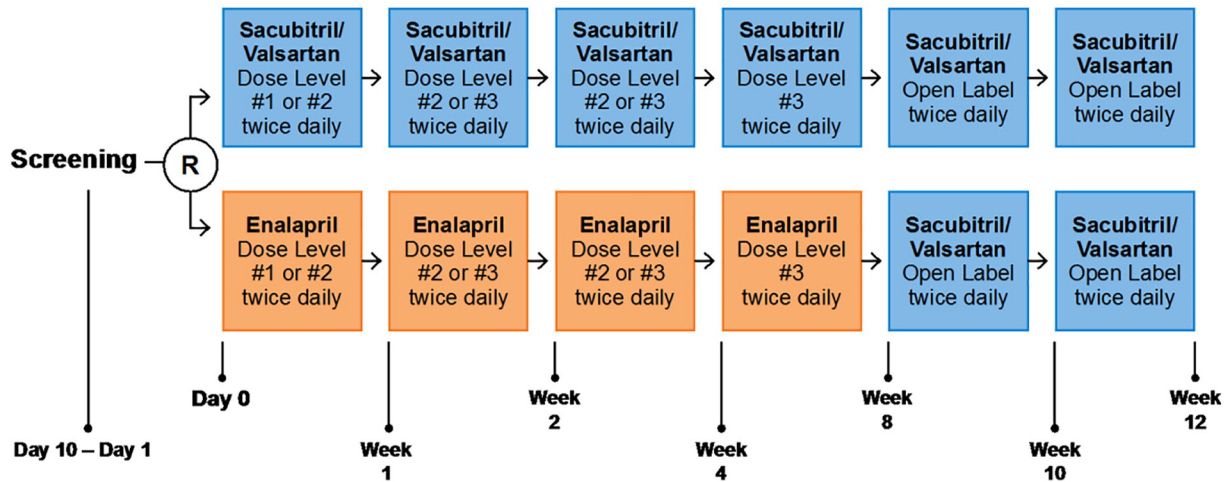 Sacubitril/
Valsartan
Dose Level
#1 or #2
twice daily
Sacubitril/
Valsartan
Dose Level
#2 or #3
twice daily
Sacubitril/
Valsartan
Dose Level
#2 or #3
twice daily
Sacubitril/
Valsartan
Dose Level
#3
twice daily
Sacubitril/
Valsartan
Open Label
twice daily
Sacubitril/
Valsartan
Open Label
twice daily
Screening
R
Enalapril
Dose Level
#1 or #2
twice daily
Enalapril
Dose Level
#2 or #3
twice daily
Enalapril
Dose Level
#2 or #3
twice daily
Enalapril
Dose Level
#3
twice daily
Sacubitril/
Valsartan
Open Label
twice daily
Sacubitril/
Valsartan
Open Label
twice daily
Day 10 – Day 1
Day 0
Week
1
Week
2
Week
4
Week
8
Week
10
Week
12